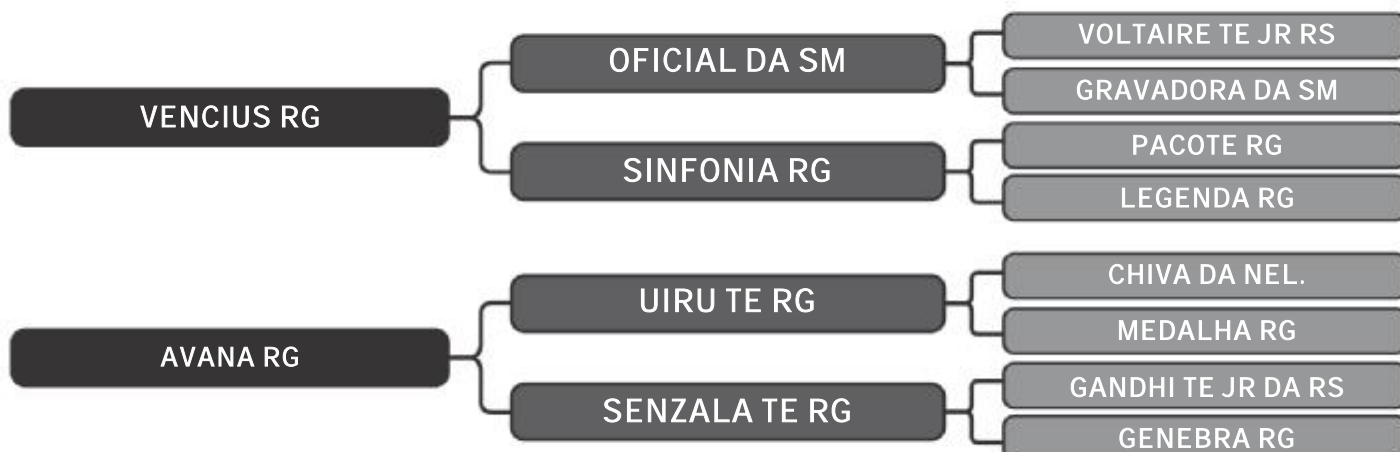 VENCIUS RG
OFICIAL DA SM
VOLTAIRE TE JR RS
GRAVADORA DA SM
SINFONIA RG
PACOTE RG
LEGENDA RG
AVANA RG
UIRU TE RG
CHIVA DA NEL.
MEDALHA RG
SENZALA TE RG
GANDHI TE JR DA RS
GENEBRA RG